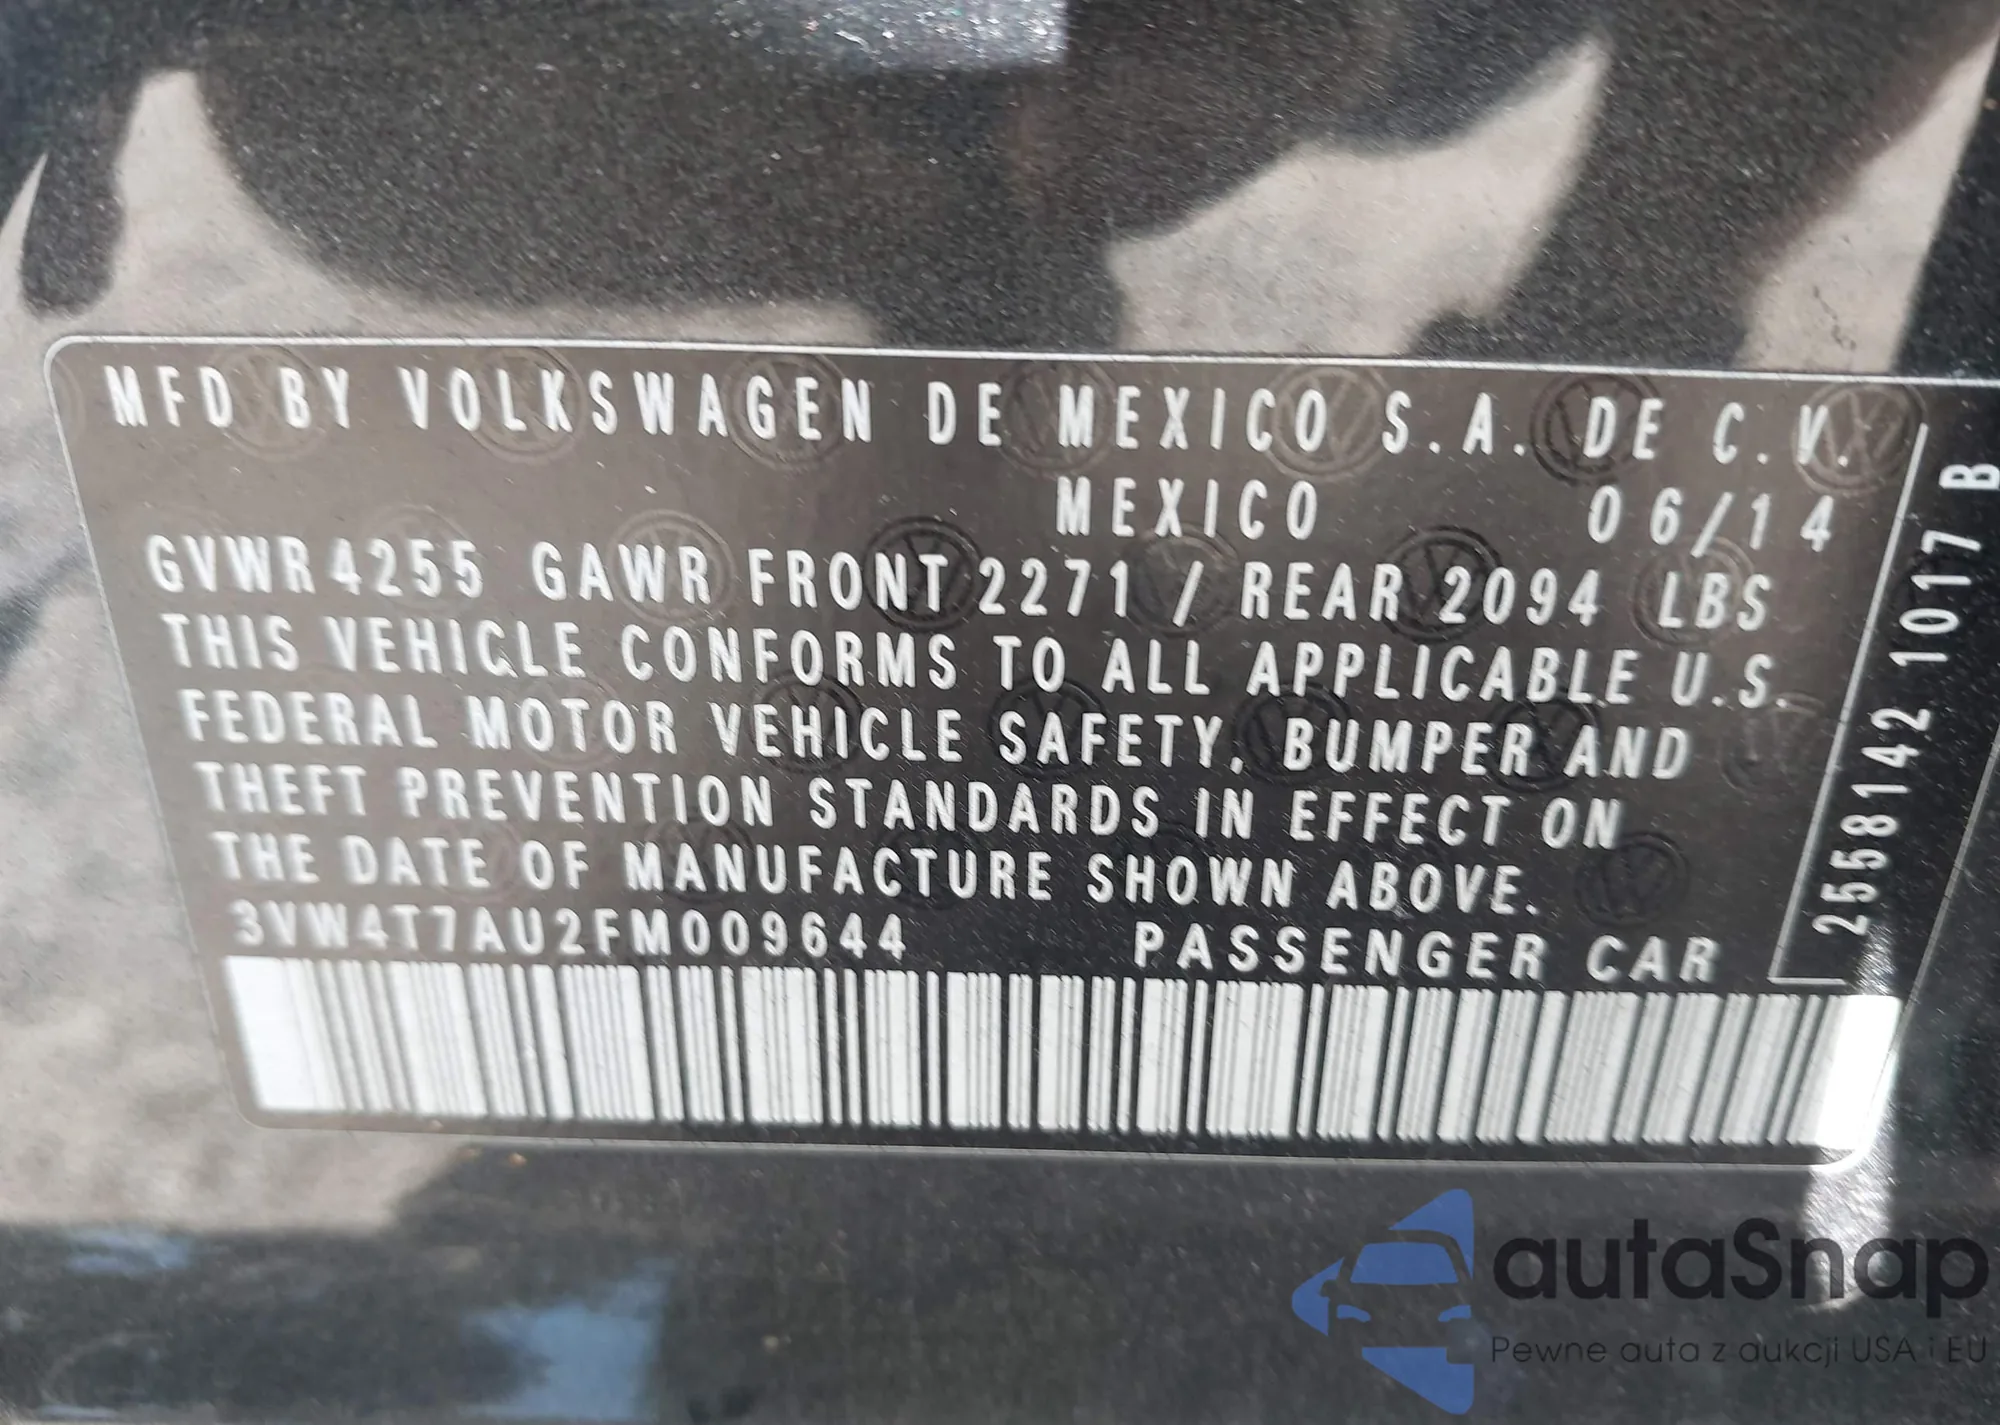 MFD BY VOLKSWAGEN DE MEXICO S.A. DE C.V.
MEXICO 06/14
GVWR 4255 GAWR FRONT 2271 / REAR 2094 LBS
THIS VEHICLE CONFORMS TO ALL APPLICABLE U.S.
FEDERAL MOTOR VEHICLE SAFETY, BUMPER AND
THEFT PREVENTION STANDARDS IN EFFECT ON
THE DATE OF MANUFACTURE SHOWN ABOVE.
3VW4T7AU2FM009644 PASSENGER CAR
2558142 1017 B
autaSnap
Pewne auta z aukcji USA i EU